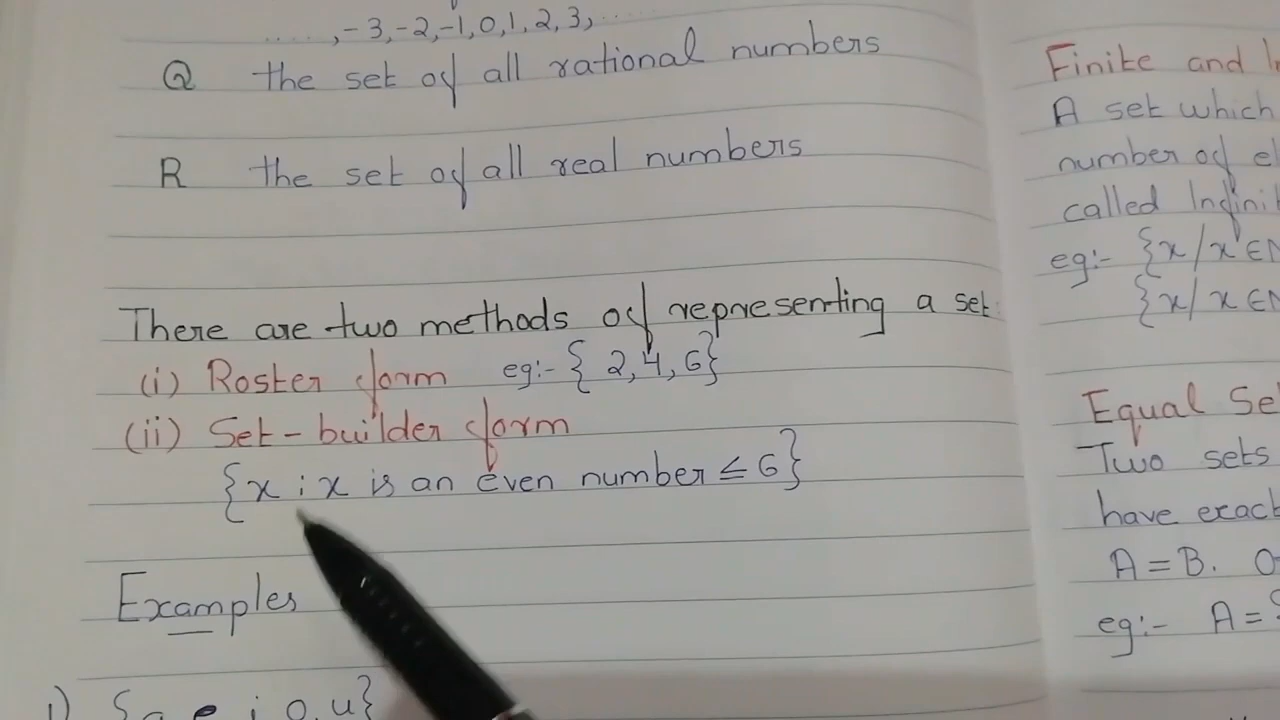 ....., -3, -2, -1, 0, 1, 2, 3, .....
Q the set of all rational numbers
R the set of all real numbers
There are two methods of representing a set.
(i) Roster form eg:- { 2, 4, 6}
(ii) Set-builder form
{x : x is an even number ≤ 6}
Examples
i) {a, e, i, o, u}
Finite and
A set which
number of
called
eg:- {x / x ∈ N
{x / x ∈ N
Equal
Two sets
have
A = B.
eg:- A = {